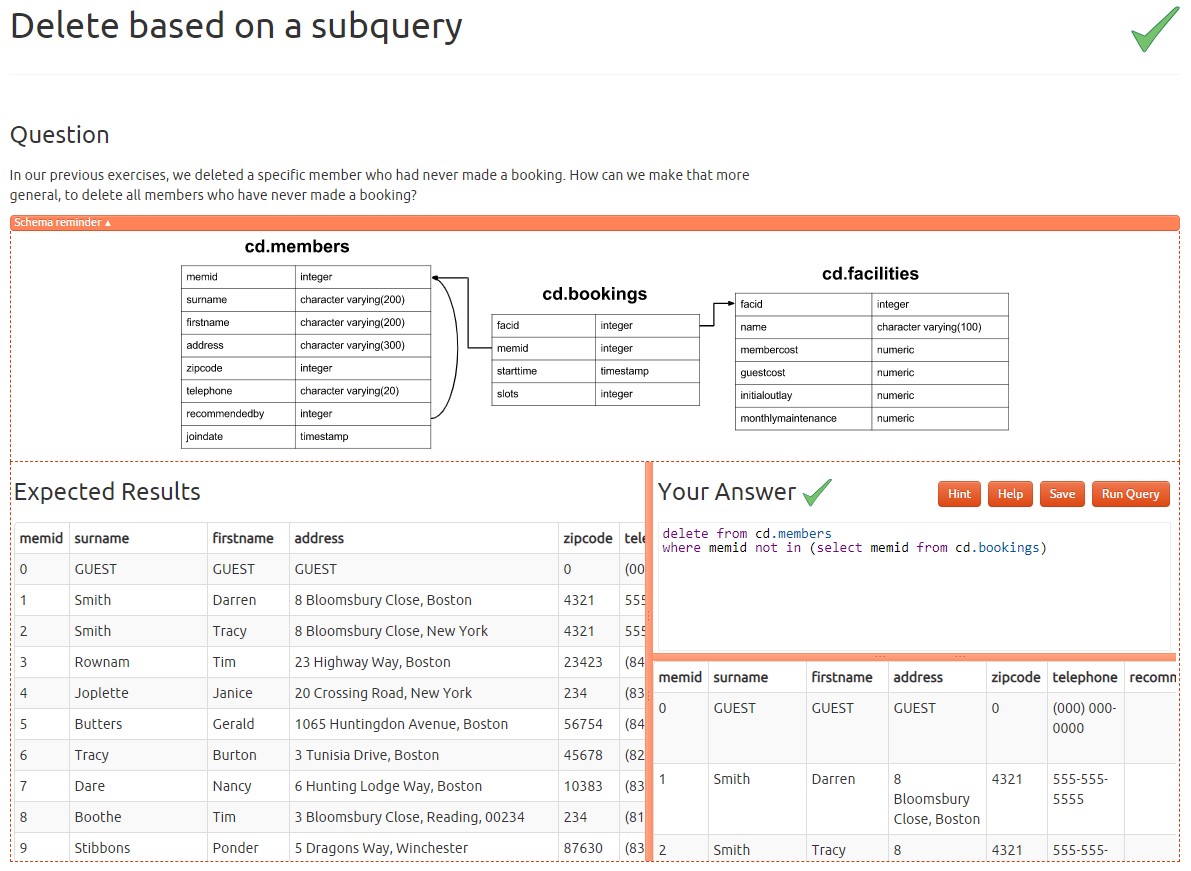 Delete based on a subquery
Question
In our previous exercises, we deleted a specific member who had never made a booking. How can we make that more
general, to delete all members who have never made a booking?
Schema reminder ▲
cd.members
memid integer
surname character varying(200)
firstname character varying(200)
address character varying(300)
zipcode integer
telephone character varying(20)
recommendedby integer
joindate timestamp
cd.bookings
facid integer
memid integer
starttime timestamp
slots integer
cd.facilities
facid integer
name character varying(100)
membercost numeric
guestcost numeric
initialoutlay numeric
monthlymaintenance numeric
Expected Results
memid surname firstname address zipcode tele
0 GUEST GUEST GUEST 0 (00
1 Smith Darren 8 Bloomsbury Close, Boston 4321 555
2 Smith Tracy 8 Bloomsbury Close, New York 4321 555
3 Rownam Tim 23 Highway Way, Boston 23423 (84
4 Joplette Janice 20 Crossing Road, New York 234 (83
5 Butters Gerald 1065 Huntingdon Avenue, Boston 56754 (84
6 Tracy Burton 3 Tunisia Drive, Boston 45678 (82
7 Dare Nancy 6 Hunting Lodge Way, Boston 10383 (83
8 Boothe Tim 3 Bloomsbury Close, Reading, 00234 234 (81
9 Stibbons Ponder 5 Dragons Way, Winchester 87630 (83
Your Answer
Hint Help Save Run Query
delete from cd.members
where memid not in (select memid from cd.bookings)
memid surname firstname address zipcode telephone recomm
0 GUEST GUEST GUEST 0 (000) 000-
0000
1 Smith Darren 8 4321 555-555-
Bloomsbury 5555
Close, Boston
2 Smith Tracy 8 4321 555-555-